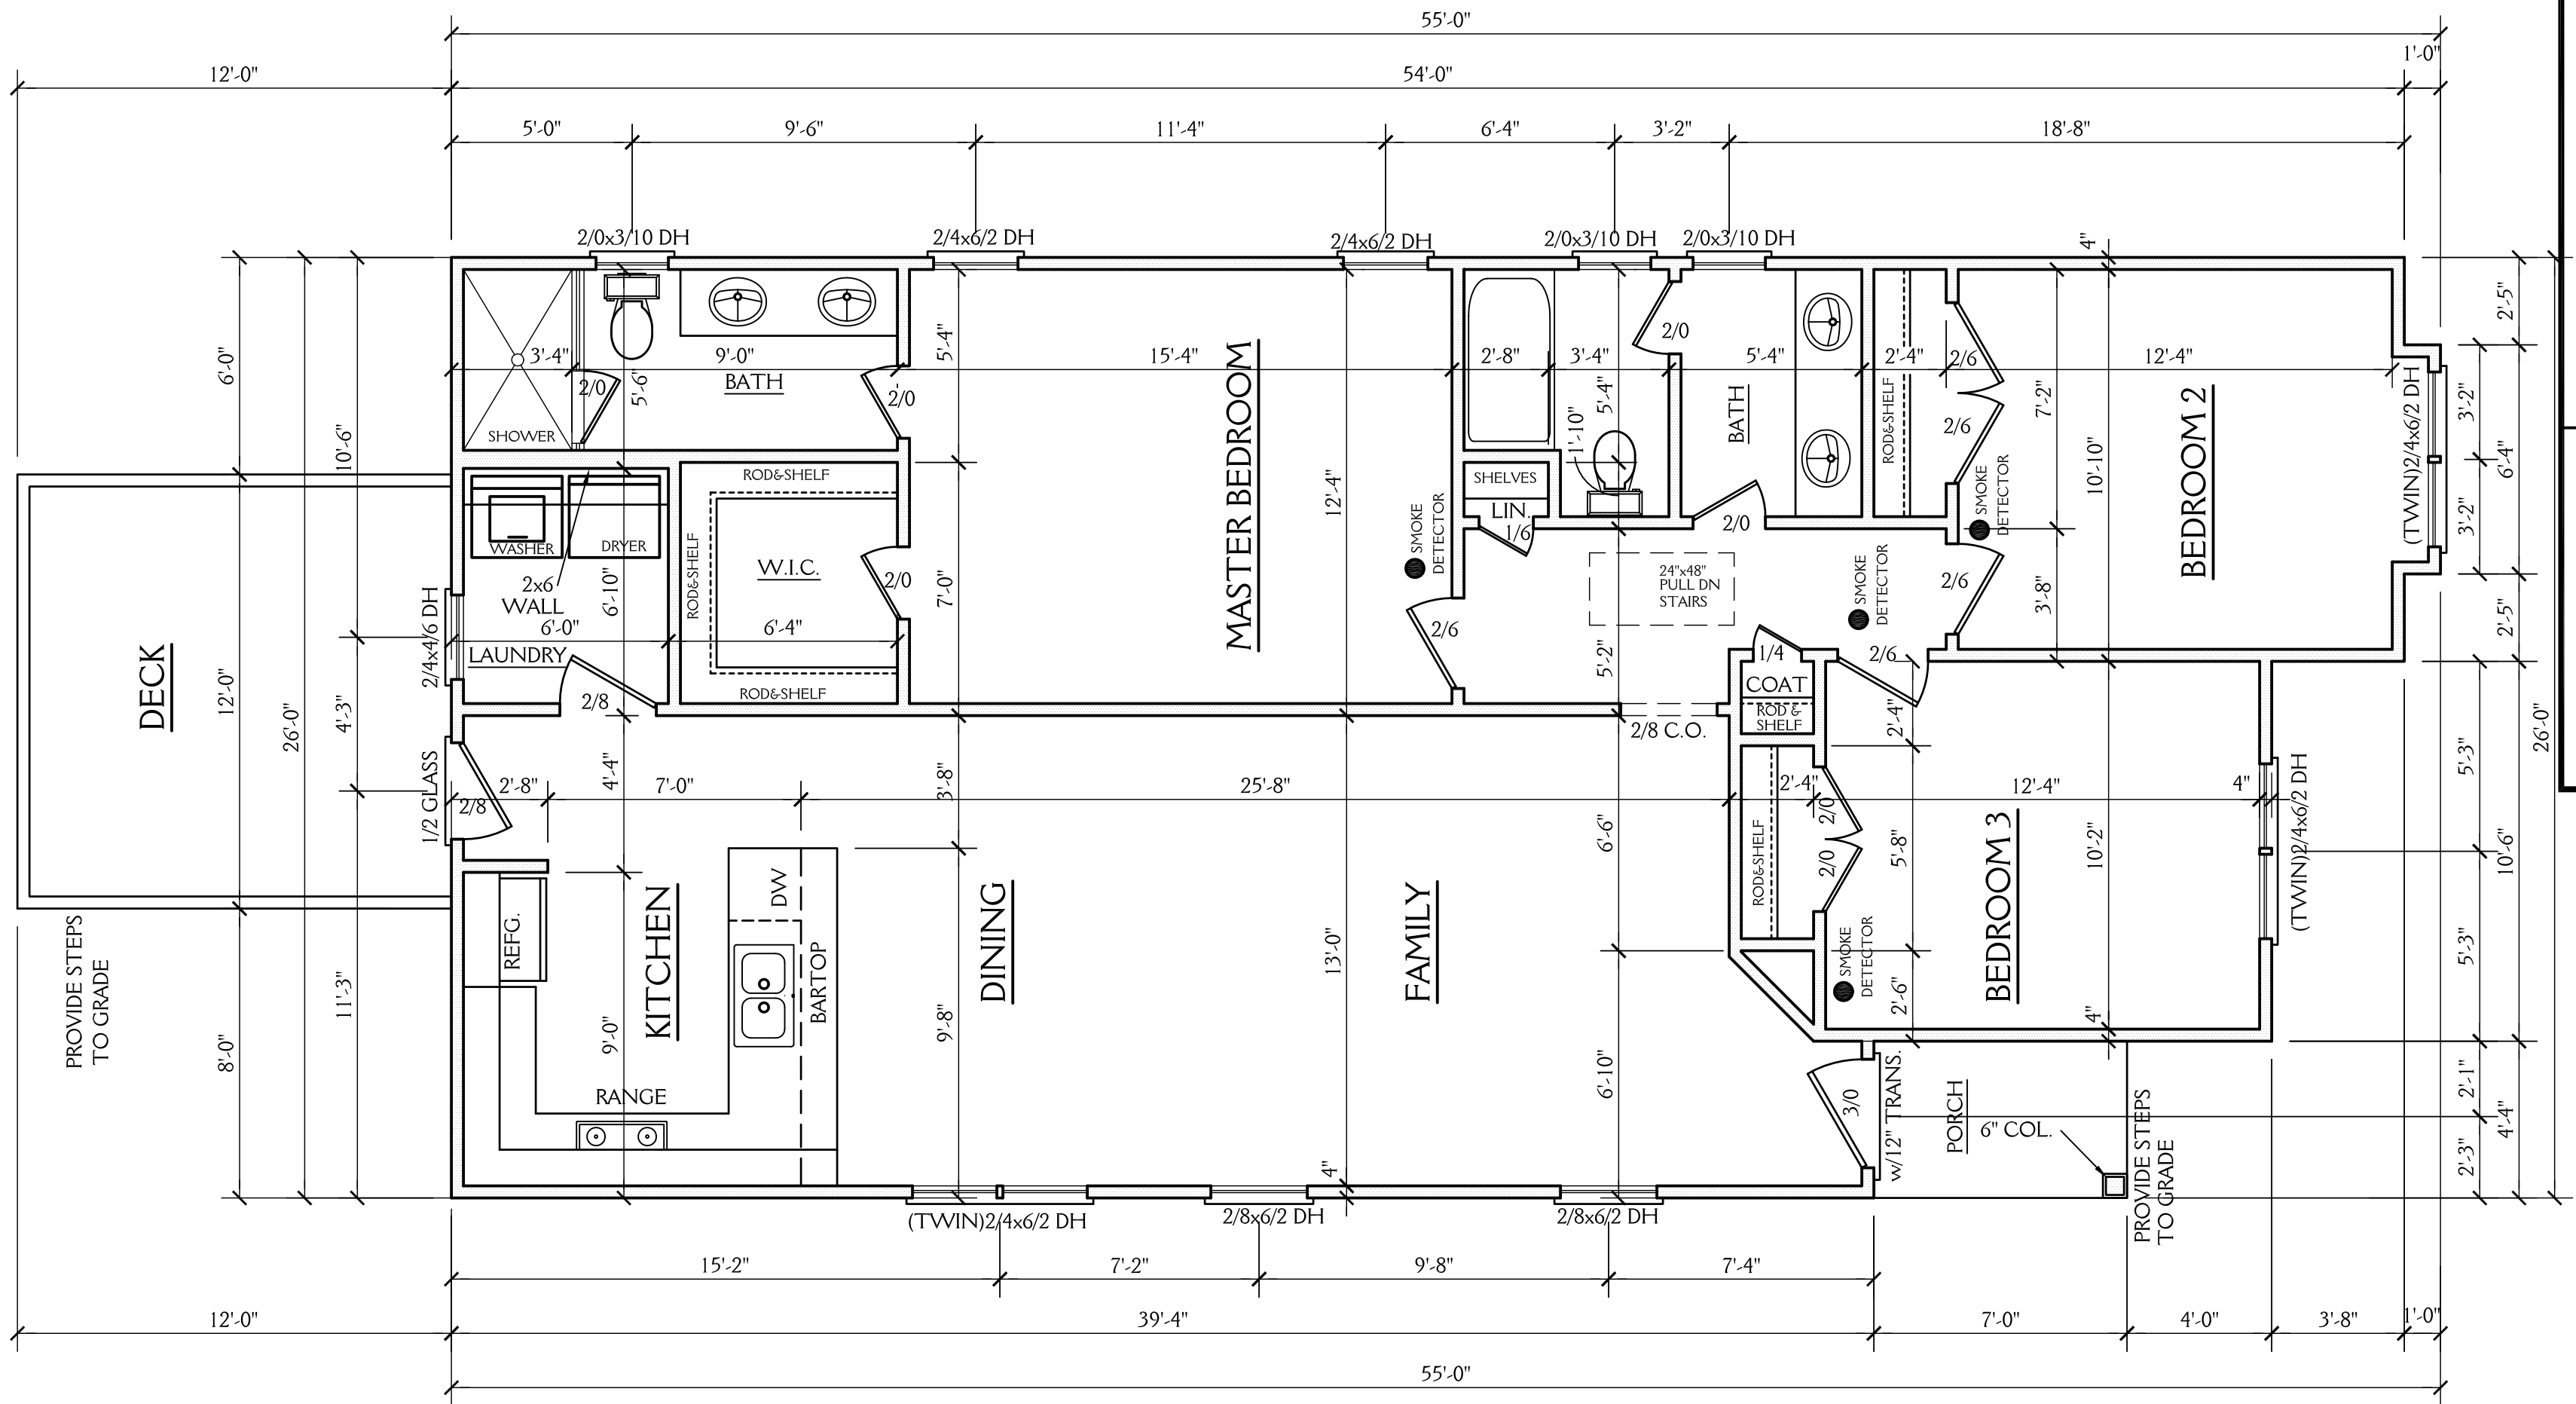 55'-0"
1'-0"
12'-0"
54'-0"
5'-0"
9'-6"
11'-4"
6'-4"
3'-2"
18'-8"
2/0x3/10 DH
2/4x6/2 DH
2/4x6/2 DH
2/0x3/10 DH
2/0x3/10 DH
4"
2'-5"
6'-0"
10'-6"
3'-4"
2/0
5'-6"
9'-0"
BATH
SHOWER
2/0
5'-4"
15'-4"
MASTER BEDROOM
12'-4"
2'-8"
3'-4"
5'-4"
1'-10"
2/0
5'-4"
BATH
2'-4"
ROD&SHELF
2/6
2/6
7'-2"
10'-10"
12'-4"
BEDROOM 2
(TWIN)2/4x6/2 DH
3'-2"
6'-4"
3'-2"
ROD&SHELF
WASHER
DRYER
2x6
WALL
6'-10"
6'-0"
LAUNDRY
2/8
ROD&SHELF
W.I.C.
6'-4"
ROD&SHELF
2/0
7'-0"
SMOKE
DETECTOR
2/6
SHELVES
LIN.
1/6
2/0
24"x48"
PULL DN
STAIRS
5'-2"
SMOKE
DETECTOR
SMOKE
DETECTOR
2/6
3'-8"
2'-5"
2/6
1/4
COAT
ROD &
SHELF
2/8 C.O.
DECK
12'-0"
26'-0"
4'-3"
2/4x4/6 DH
1/2 GLASS
2/8
2'-8"
7'-0"
4'-4"
3'-8"
25'-8"
6'-6"
2'-4"
2'-4"
2/0
2/0
ROD&SHELF
5'-8"
12'-4"
4"
10'-2"
BEDROOM 3
(TWIN)2/4x6/2 DH
5'-3"
10'-6"
26'-0"
5'-3"
PROVIDE STEPS
TO GRADE
8'-0"
11'-3"
REFG.
KITCHEN
9'-0"
RANGE
DW
BARTOP
DINING
9'-8"
13'-0"
FAMILY
6'-10"
SMOKE
DETECTOR
2'-6"
4"
4"
3/0
w/12" TRANS.
PORCH
6" COL.
PROVIDE STEPS
TO GRADE
2'-1"
4'-4"
2'-3"
(TWIN)2/4x6/2 DH
2/8x6/2 DH
2/8x6/2 DH
15'-2"
7'-2"
9'-8"
7'-4"
12'-0"
39'-4"
7'-0"
4'-0"
3'-8"
1'-0"
55'-0"